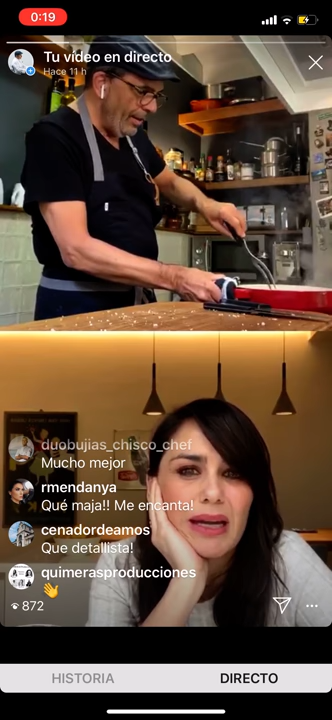 0:19
Tu vídeo en directo
Hace 11 h
duobujias_chisco_chef
Mucho mejor
rmendanya
Qué maja!! Me encanta!
cenadordeamos
Que detallista!
quimerasproducciones
👋
872
HISTORIA
DIRECTO